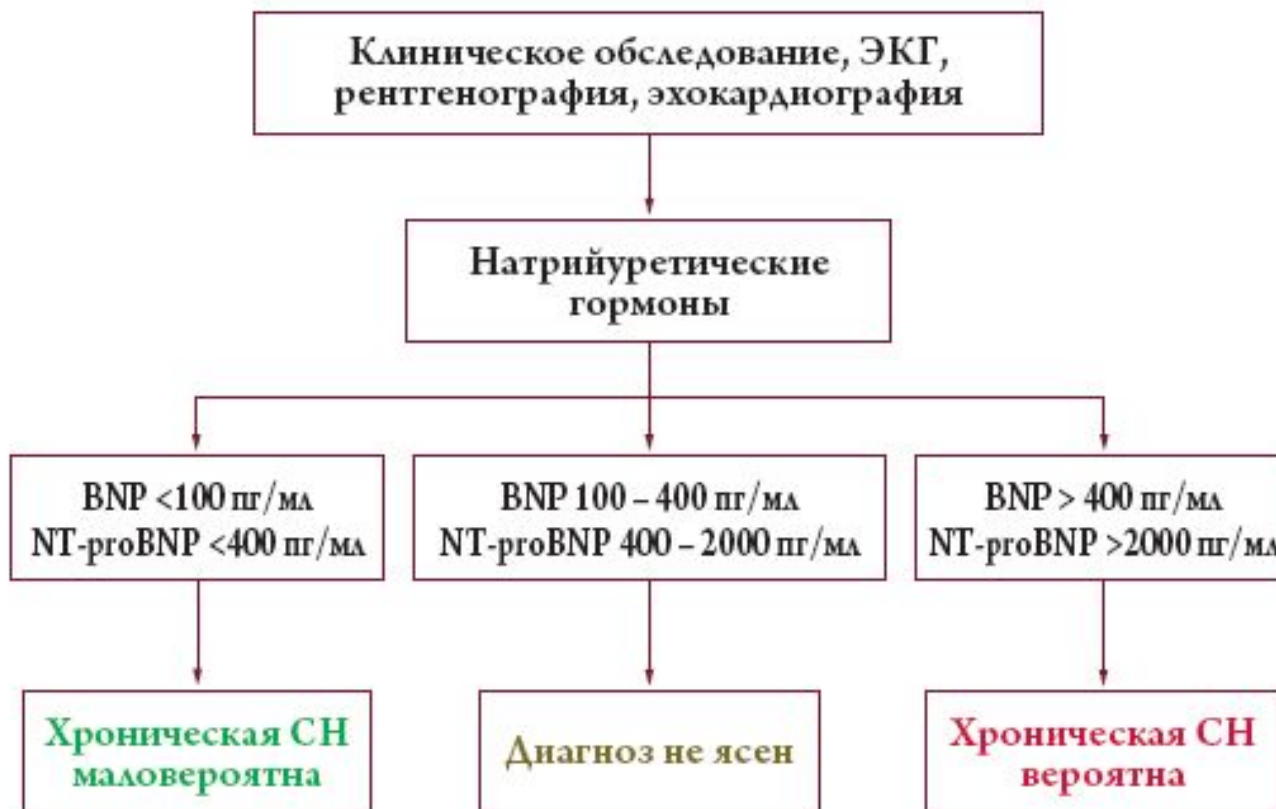 Клиническое обследование, ЭКГ,
рентгенография, эхокардиография
Натрийуретические
гормоны
BNP <100 пг/мл
NT-proBNP <400 пг/мл
BNP 100 – 400 пг/мл
NT-proBNP 400 – 2000 пг/мл
BNP > 400 пг/мл
NT-proBNP >2000 пг/мл
Хроническая СН
маловероятна
Диагноз не ясен
Хроническая СН
вероятна